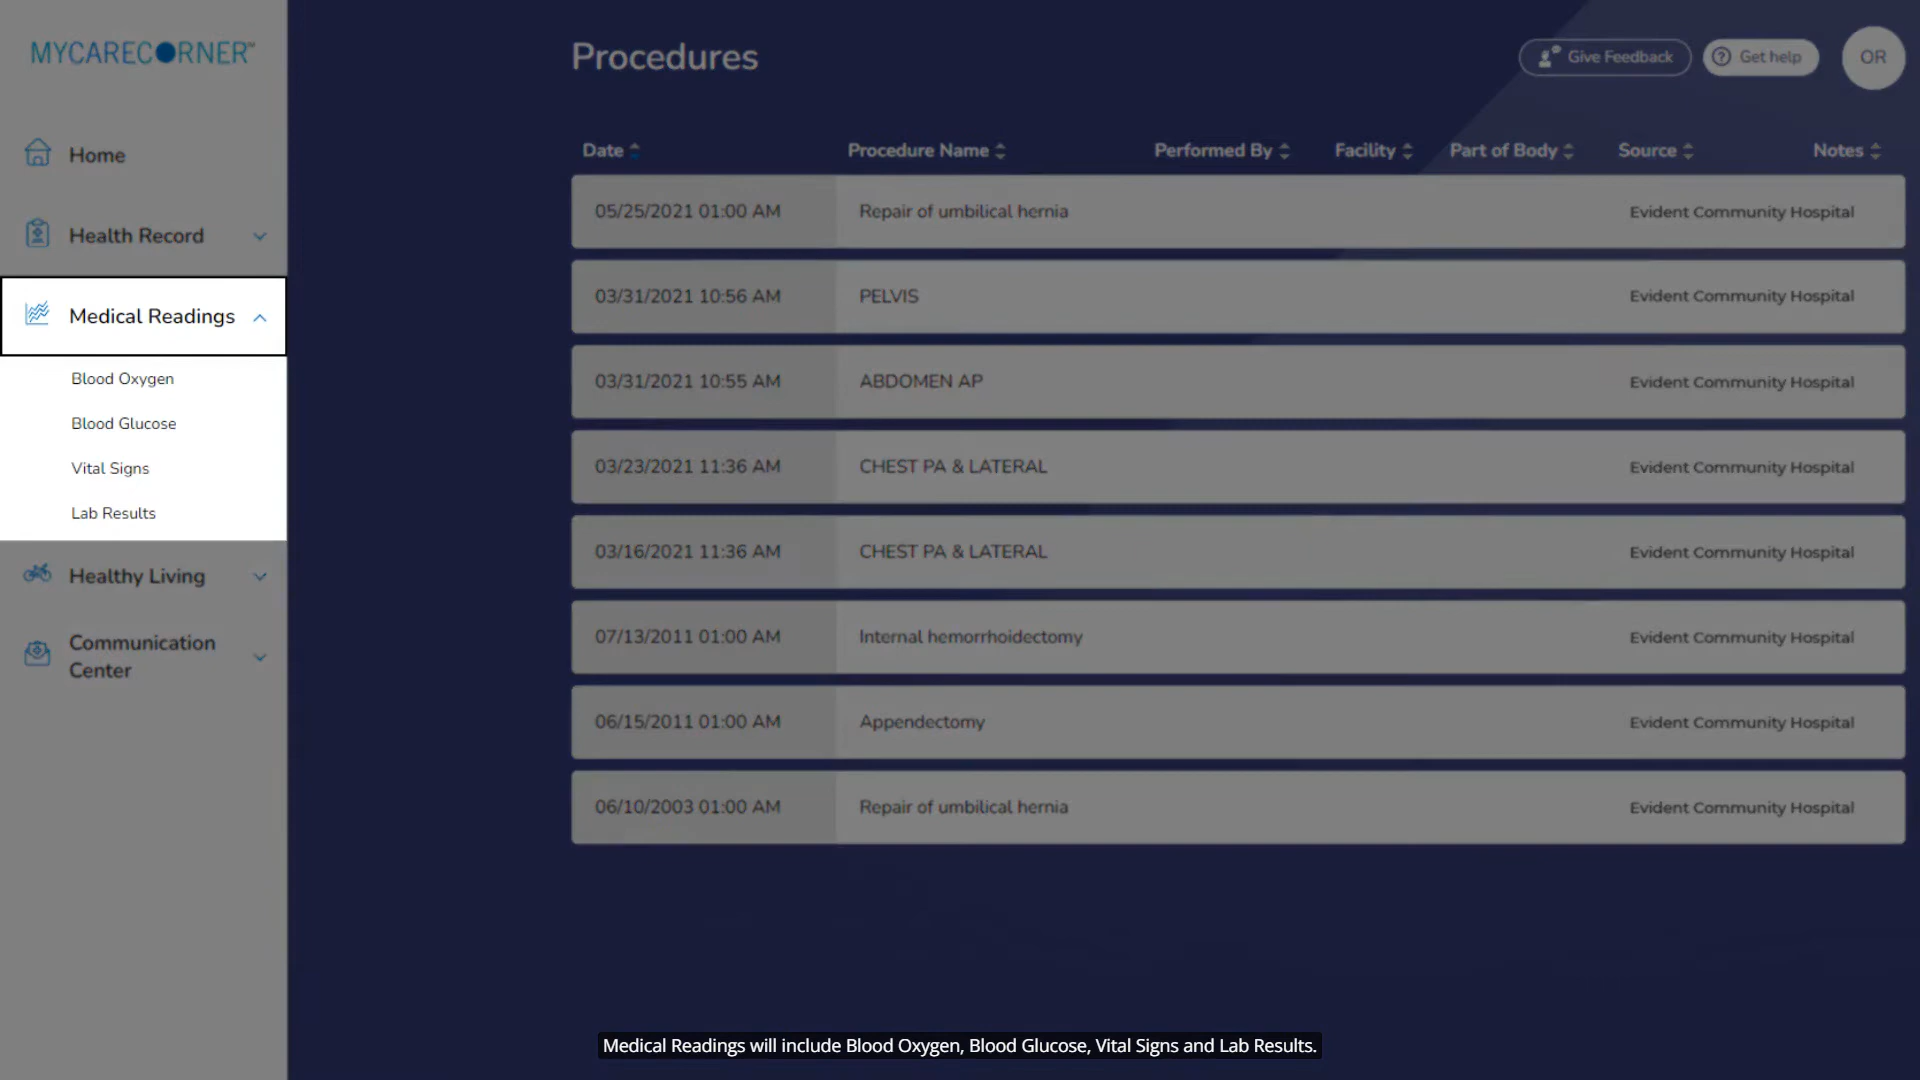 MYCARECORNER™
Home
Health Record
Medical Readings
Blood Oxygen
Blood Glucose
Vital Signs
Lab Results
Healthy Living
Communication
Center
Procedures
Give Feedback
Get help
OR
Date Procedure Name Performed By Facility Part of Body Source Notes
05/25/2021 01:00 AM Repair of umbilical hernia Evident Community Hospital
03/31/2021 10:56 AM PELVIS Evident Community Hospital
03/31/2021 10:55 AM ABDOMEN AP Evident Community Hospital
03/23/2021 11:36 AM CHEST PA & LATERAL Evident Community Hospital
03/16/2021 11:36 AM CHEST PA & LATERAL Evident Community Hospital
07/13/2011 01:00 AM Internal hemorrhoidectomy Evident Community Hospital
06/15/2011 01:00 AM Appendectomy Evident Community Hospital
06/10/2003 01:00 AM Repair of umbilical hernia Evident Community Hospital
Medical Readings will include Blood Oxygen, Blood Glucose, Vital Signs and Lab Results.